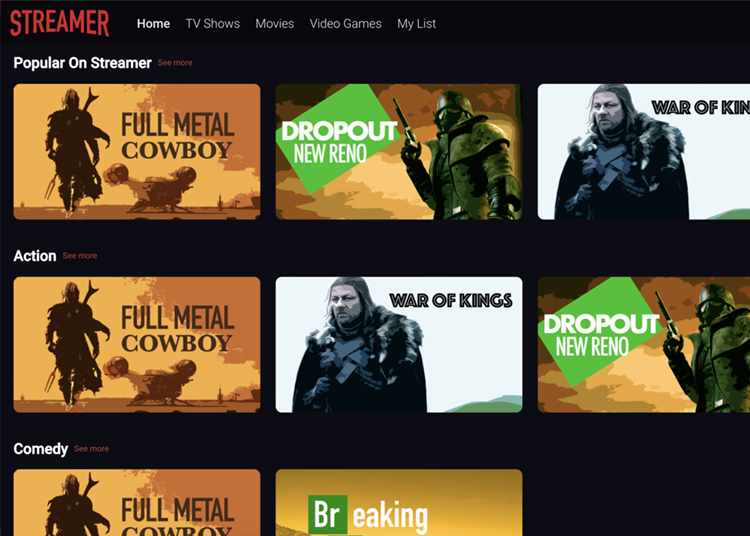 STREAMER
Home TV Shows Movies Video Games My List
Popular On Streamer See more
FULL METAL
COWBOY
DROPOUT
NEW RENO
WAR OF KIN
Action See more
FULL METAL
COWBOY
WAR OF KINGS
DROPOUT
NEW RENO
Comedy See more
FULL METAL
COWBOY
Breaking